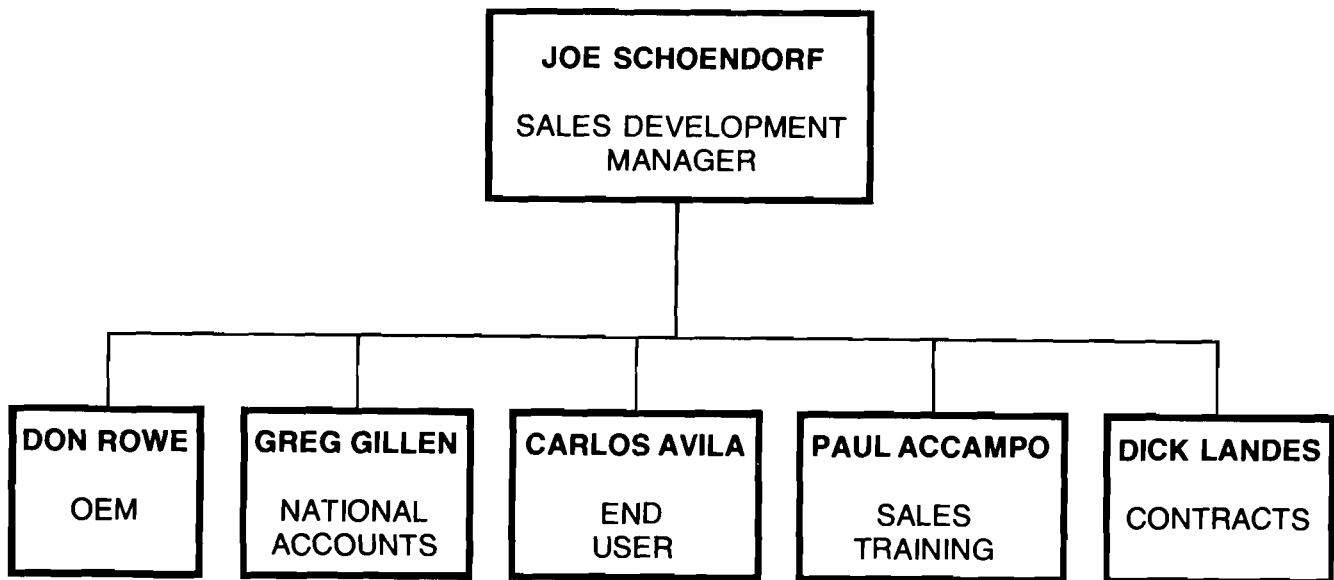 JOE SCHOENDORF
SALES DEVELOPMENT
MANAGER
DON ROWE
OEM
GREG GILLEN
NATIONAL
ACCOUNTS
CARLOS AVILA
END
USER
PAUL ACCAMPO
SALES
TRAINING
DICK LANDES
CONTRACTS